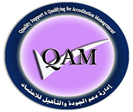 Quality Support & Qualifying for Accreditation Management
QAM
إدارة دعم الجودة والتأهيل للاعتماد